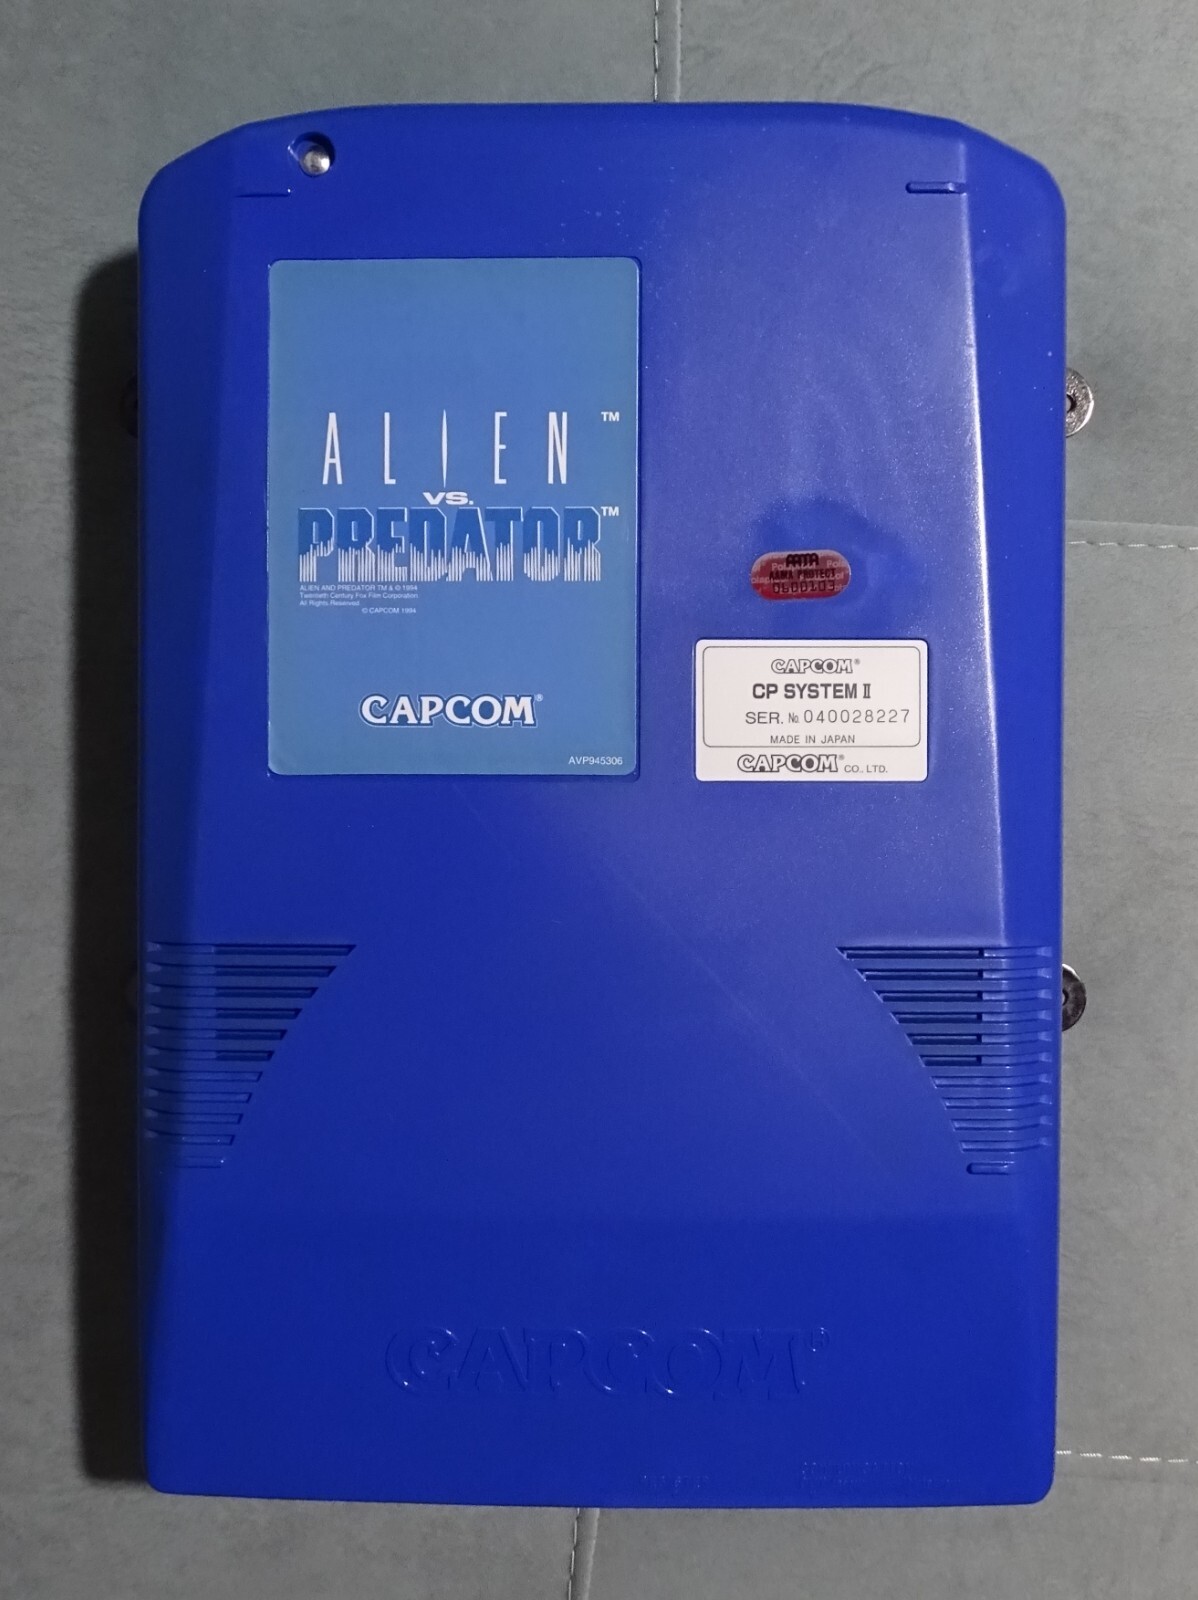 ALIEN™
VS.
PREDATOR™
ALIEN AND PREDATOR TM & © 1994
Twentieth Century Fox Film Corporation
All Rights Reserved
© CAPCOM 1994
CAPCOM®
AVP945306
AAMA
CAPCOM®
CP SYSTEM II
SER. № 040028227
MADE IN JAPAN
CAPCOM® CO., LTD.
CAPCOM®